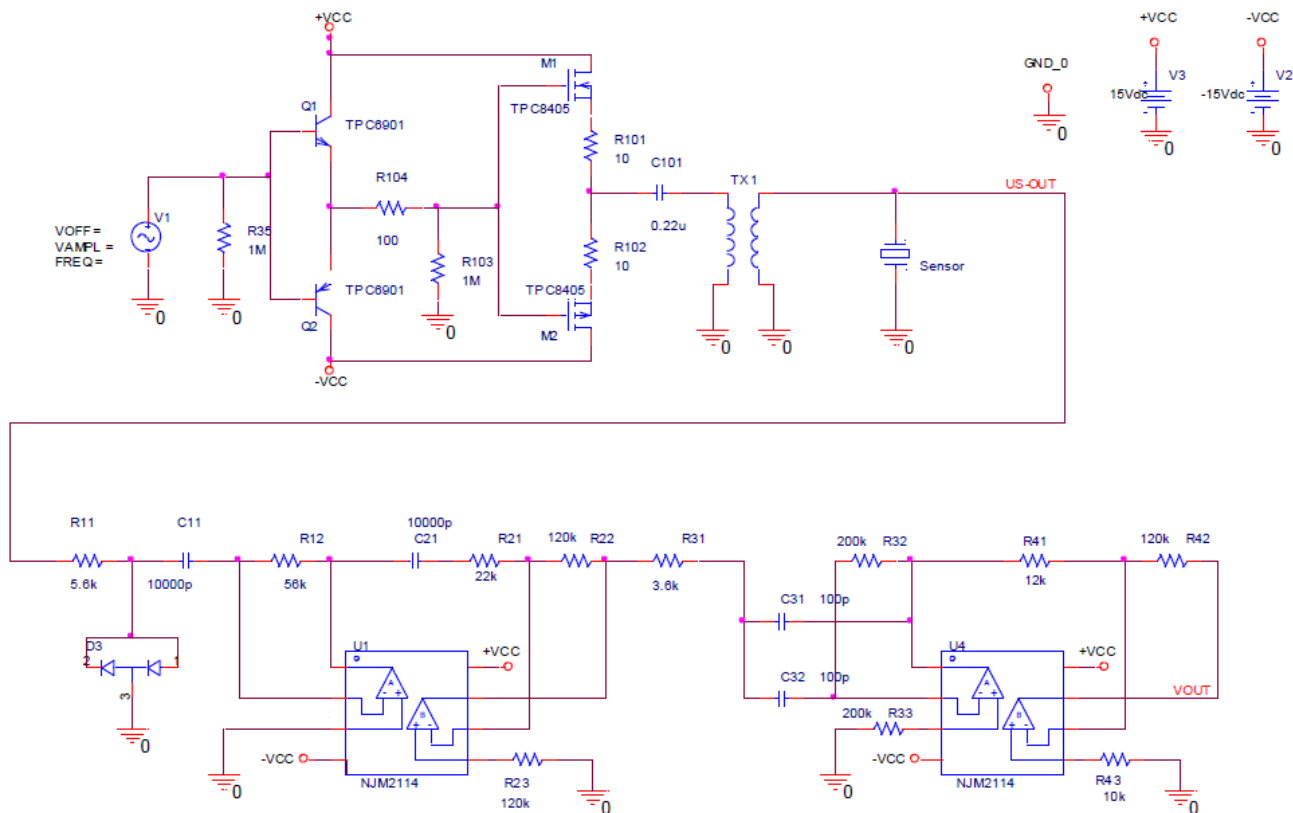 +VCC
+VCC
-VCC
M1
GND_0
V3
V2
15Vdc
-15Vdc
Q1
TPC8405
0
0
0
TPC6901
R101
10
C101
R104
TX1
US-OUT
V1
0.22u
VOFF =
VAMPL =
FREQ =
R35
1M
100
R102
10
R103
1M
Sensor
TPC6901
TPC8405
0
0
Q2
0
M2
0
0
0
-VCC
R11
C11
R12
10000p
C21
R21
120k
R22
R31
200k
R32
R41
120k
R42
5.6k
10000p
56k
22k
3.6k
12k
C31
100p
D3
2
1
U1
A
- +
+VCC
C32
100p
U4
A
- +
+VCC
3
B
+ -
200k
R33
B
+ -
VOUT
0
-VCC
-VCC
0
NJM2114
R23
120k
0
0
NJM2114
R43
10k
0